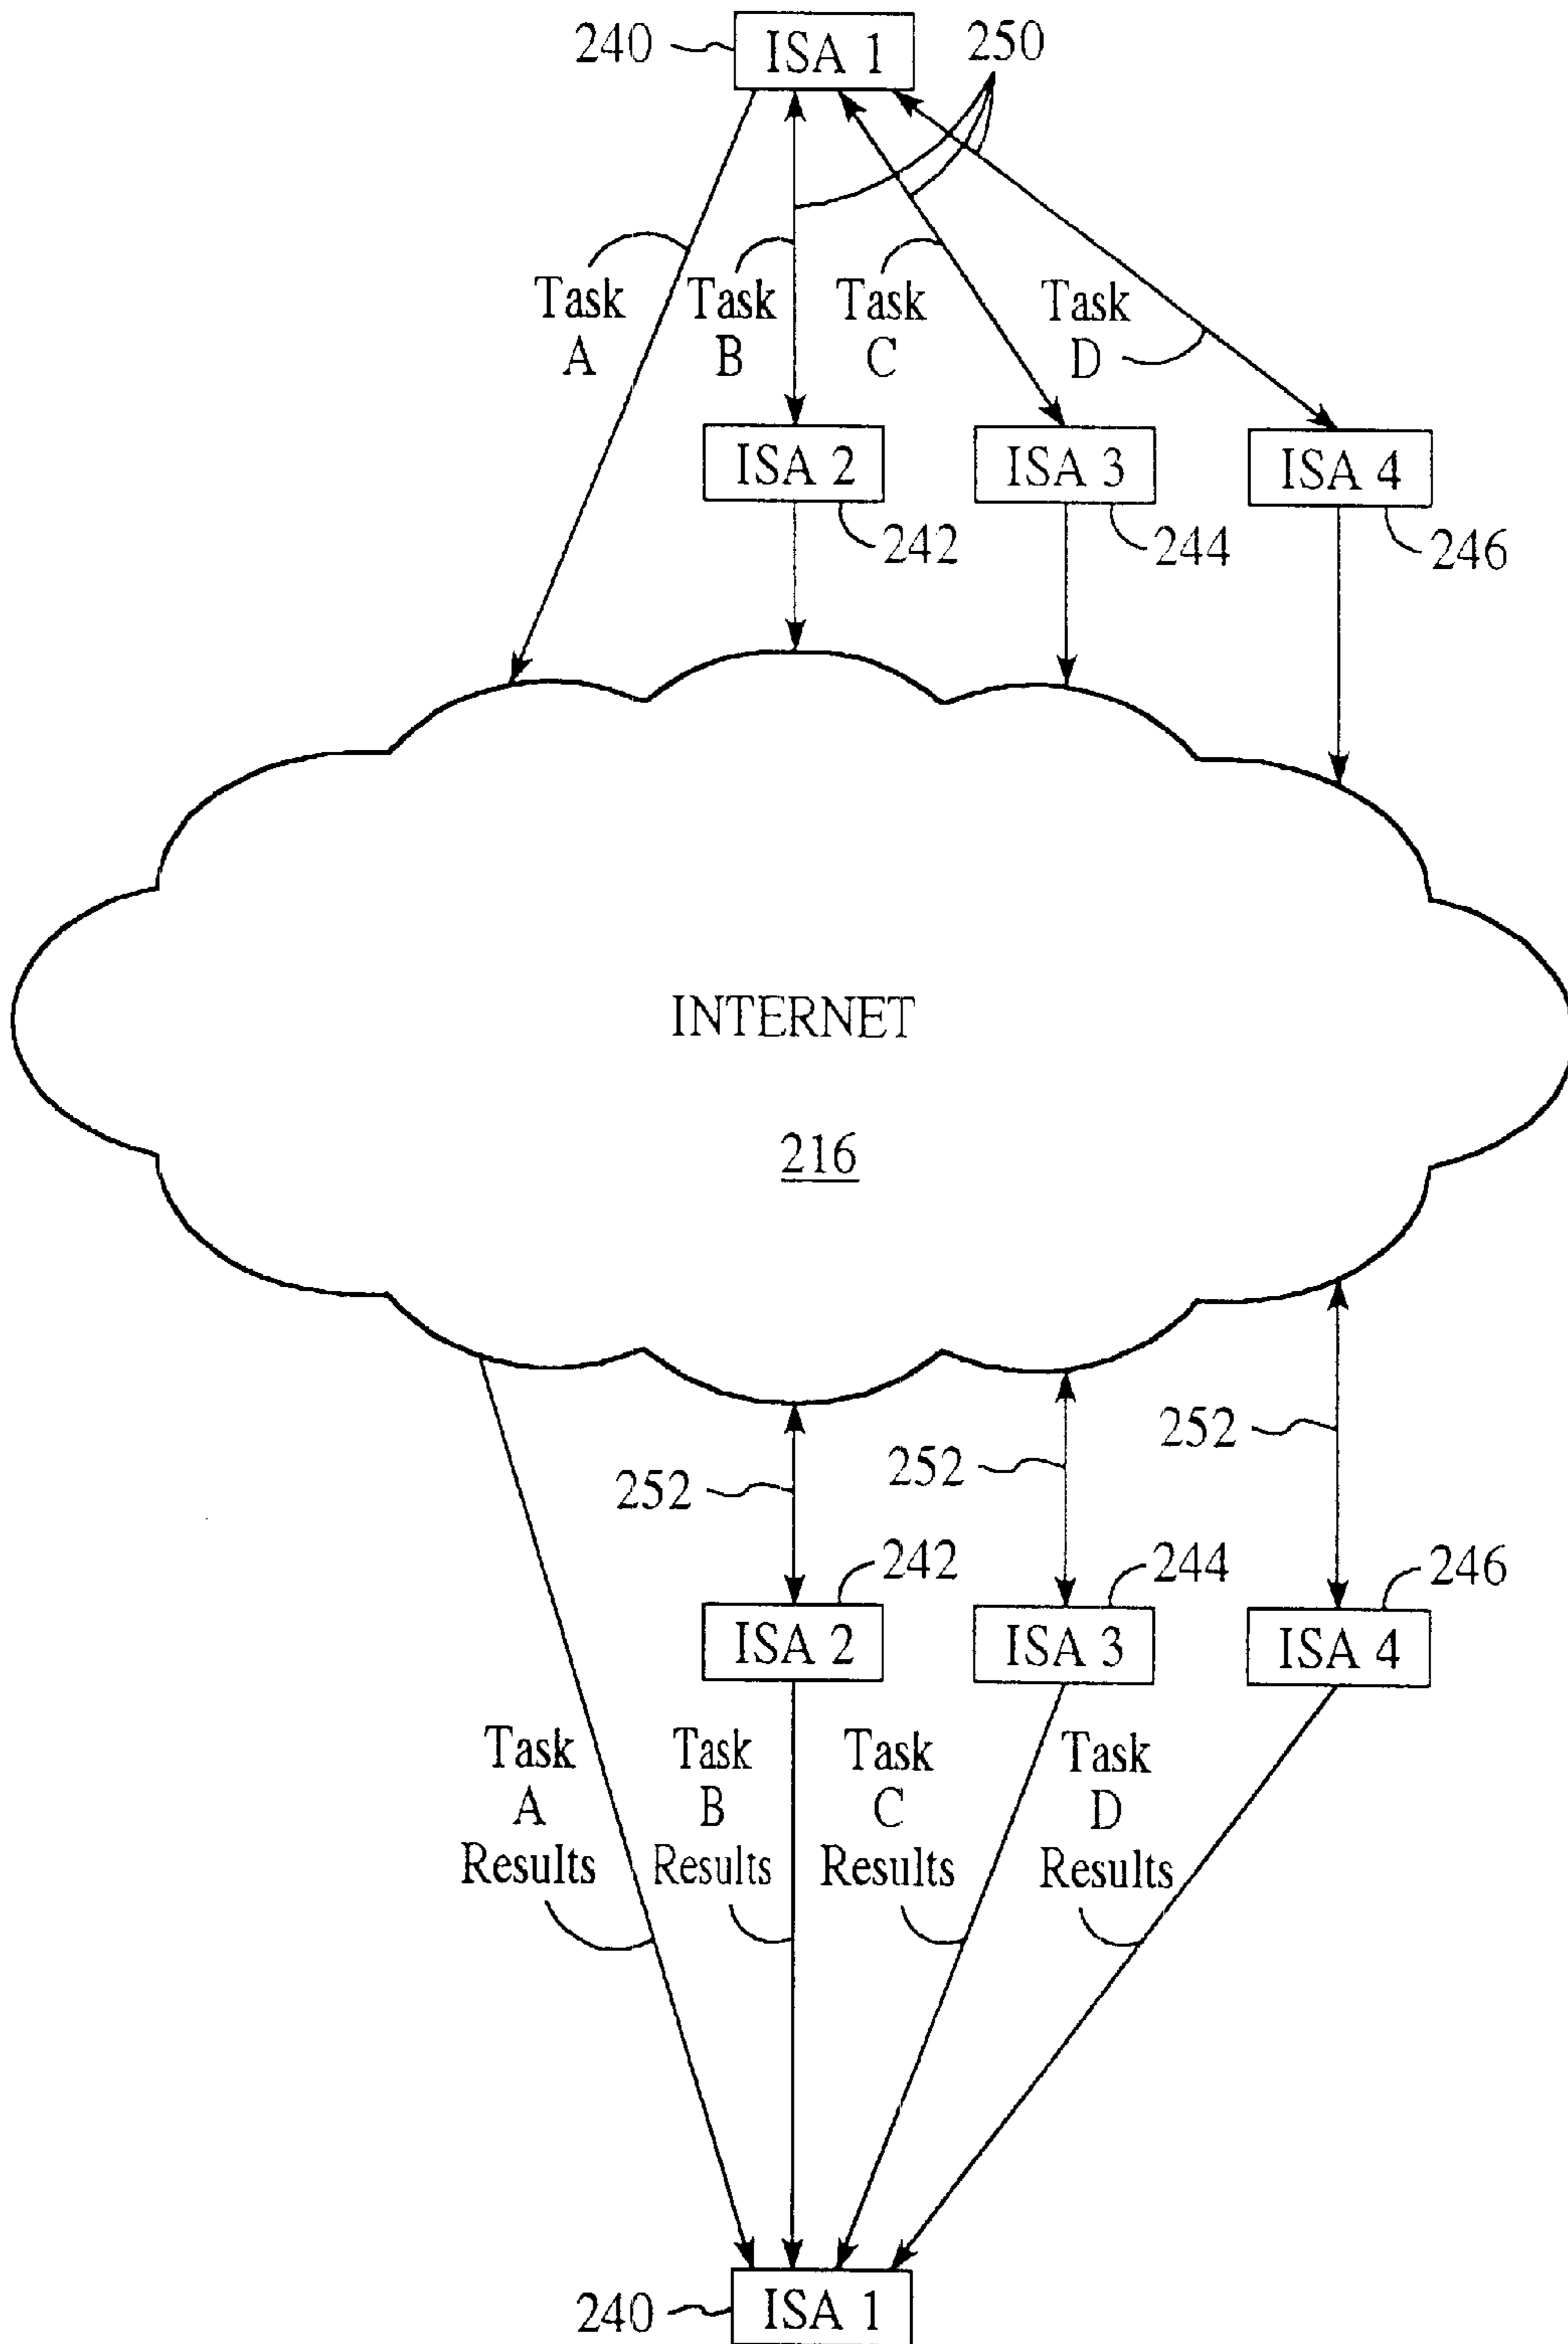 240
ISA 1
250
Task
A
Task
B
Task
C
Task
D
ISA 2
ISA 3
ISA 4
242
244
246
INTERNET
216
252
252
252
242
244
246
ISA 2
ISA 3
ISA 4
Task
A
Results
Task
B
Results
Task
C
Results
Task
D
Results
240
ISA 1